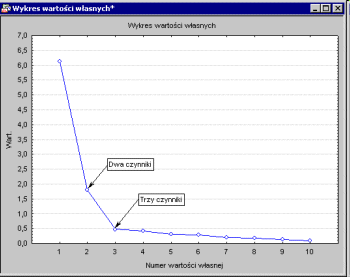 Wykres wartości własnych*
Wykres wartości własnych
7,0
6,5
6,0
5,5
5,0
4,5
4,0
3,5
3,0
2,5
2,0
1,5
1,0
0,5
0,0
Wart.
Dwa czynniki
Trzy czynniki
1 2 3 4 5 6 7 8 9 10
Numer wartości własnej